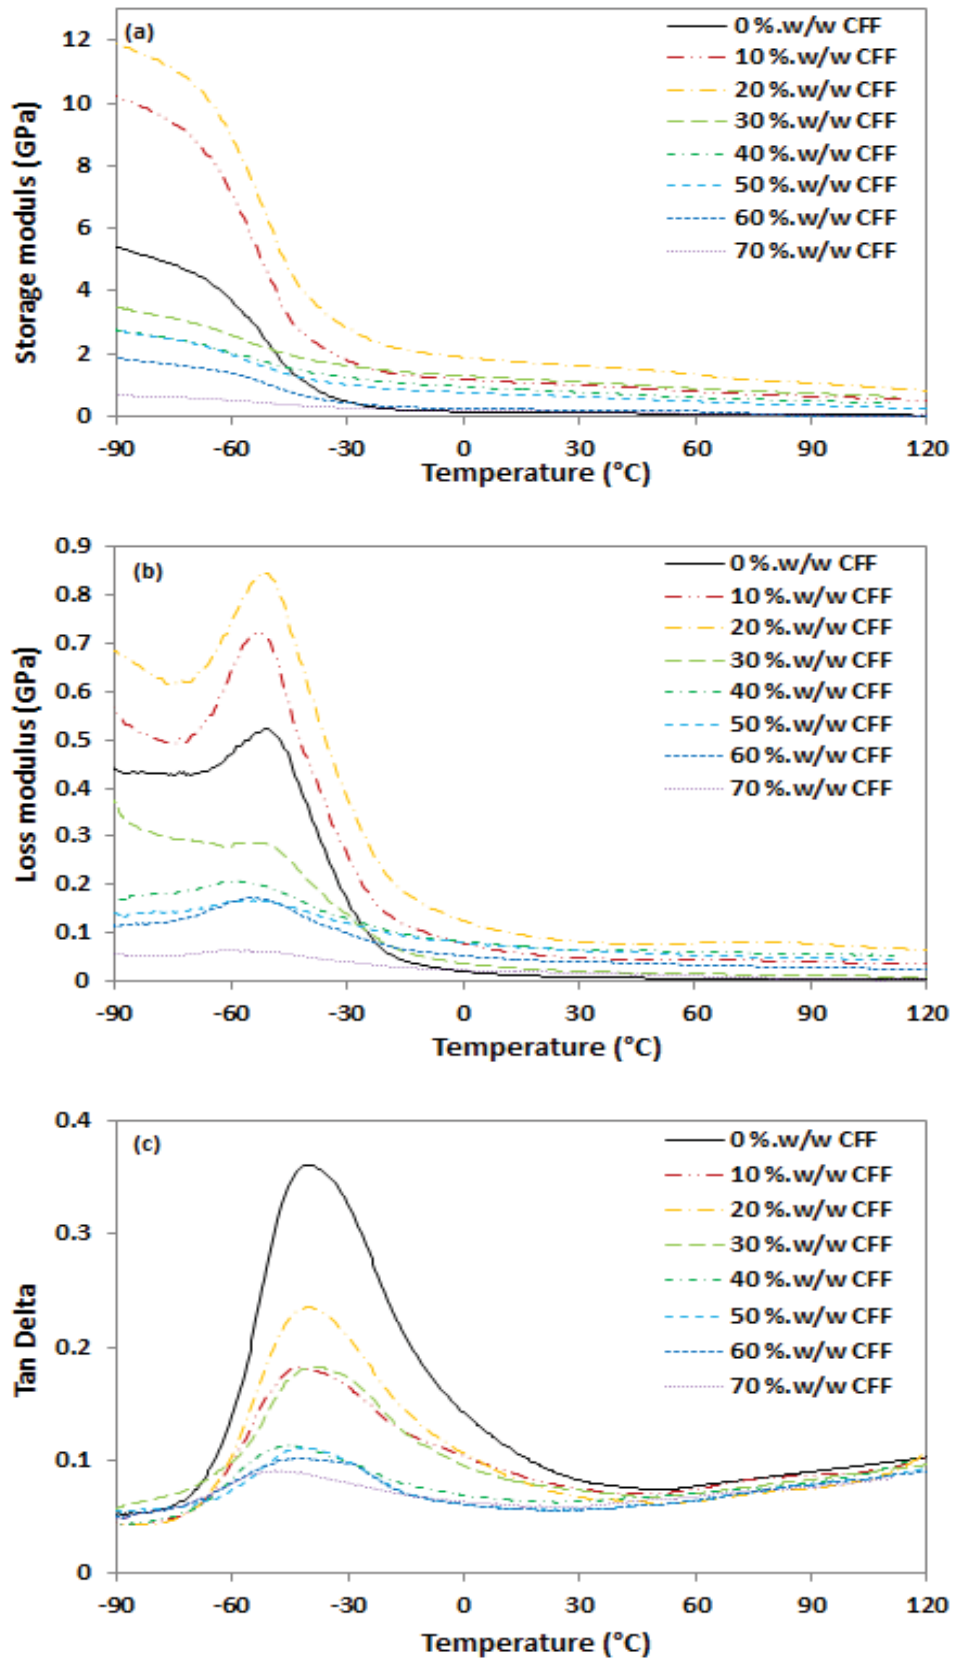 (a)
0 %.w/w CFF
10 %.w/w CFF
20 %.w/w CFF
30 %.w/w CFF
40 %.w/w CFF
50 %.w/w CFF
60 %.w/w CFF
70 %.w/w CFF
Storage moduls (GPa)
12
10
8
6
4
2
0
-90
-60
-30
0
30
60
90
120
Temperature (°C)
(b)
0 %.w/w CFF
10 %.w/w CFF
20 %.w/w CFF
30 %.w/w CFF
40 %.w/w CFF
50 %.w/w CFF
60 %.w/w CFF
70 %.w/w CFF
Loss modulus (GPa)
0.9
0.8
0.7
0.6
0.5
0.4
0.3
0.2
0.1
0
-90
-60
-30
0
30
60
90
120
Temperature (°C)
(c)
0 %.w/w CFF
10 %.w/w CFF
20 %.w/w CFF
30 %.w/w CFF
40 %.w/w CFF
50 %.w/w CFF
60 %.w/w CFF
70 %.w/w CFF
Tan Delta
0.4
0.3
0.2
0.1
0
-90
-60
-30
0
30
60
90
120
Temperature (°C)